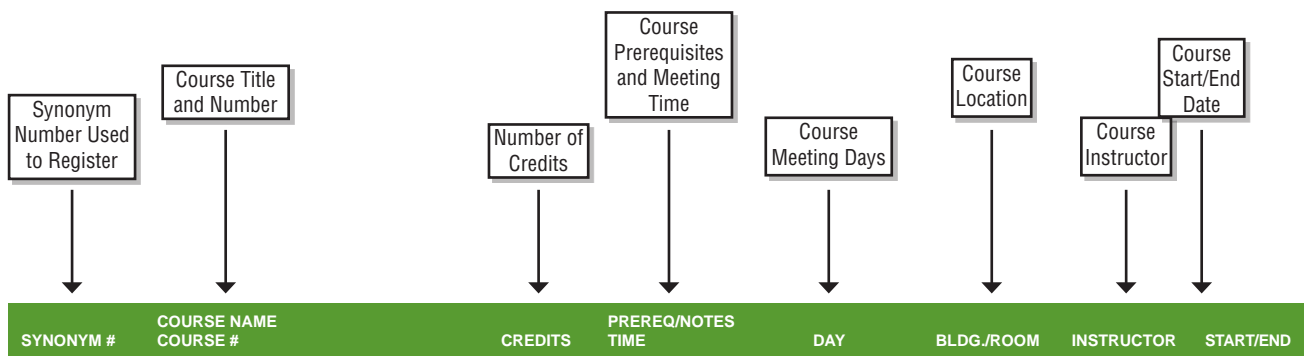 Synonym
Number Used
to Register
Course Title
and Number
Number of
Credits
Course
Prerequisites
and Meeting
Time
Course
Meeting Days
Course
Location
Course
Instructor
Course
Start/End
Date
SYNONYM #
COURSE NAME
COURSE #
CREDITS
PREREQ/NOTES
TIME
DAY
BLDG./ROOM
INSTRUCTOR
START/END